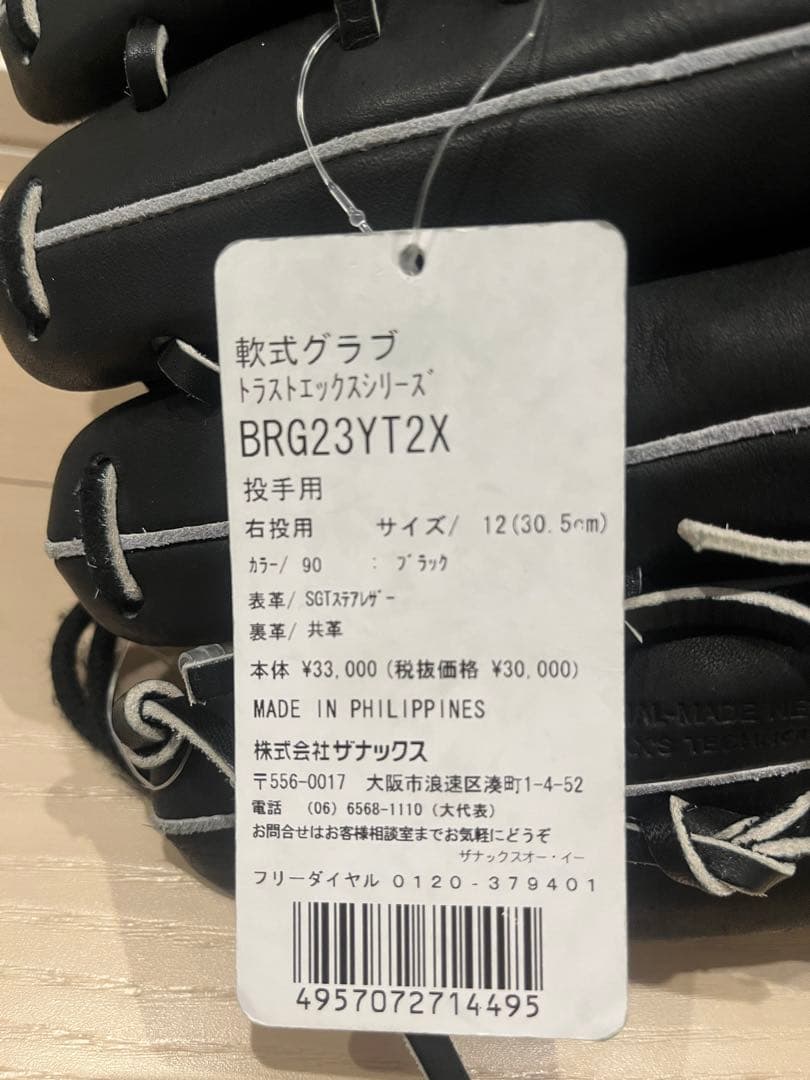 軟式グラブ
トラストエックスシリーズ
BRG23YT2X
投手用
右投用 サイズ/ 12(30.5cm)
カラー/ 90 : ブラック
表革/ SGTステアレザー
裏革/ 共革
本体 ¥33,000(税抜価格 ¥30,000)
MADE IN PHILIPPINES
株式会社ザナックス
〒556-0017 大阪市浪速区湊町1-4-52
電話 (06) 6568-1110(大代表)
お問合せはお客様相談室までお気軽にどうぞ
ザナックスオー・イー
フリーダイヤル 0120-379401
4957072714495